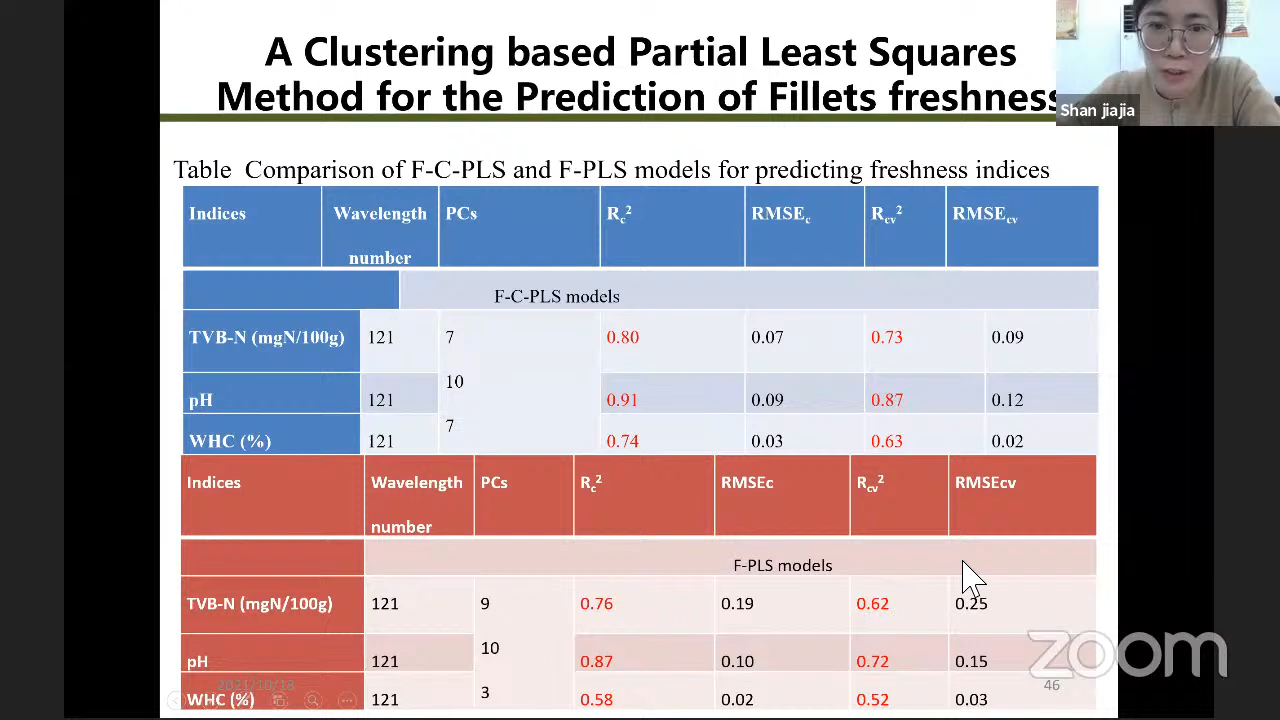 A Clustering based Partial Least Squares
Method for the Prediction of Fillets freshness
Shan jiajia
Table Comparison of F-C-PLS and F-PLS models for predicting freshness indices
Indices Wavelength number PCs Rc² RMSEc Rcv² RMSEcv
F-C-PLS models
TVB-N (mgN/100g) 121 7 0.80 0.07 0.73 0.09
pH 121 10 0.91 0.09 0.87 0.12
WHC (%) 121 7 0.74 0.03 0.63 0.02
Indices Wavelength number PCs Rc² RMSEc Rcv² RMSEcv
F-PLS models
TVB-N (mgN/100g) 121 9 0.76 0.19 0.62 0.25
pH 121 10 0.87 0.10 0.72 0.15
WHC (%) 121 3 0.58 0.02 0.52 0.03
2021/10/18
46
zoom